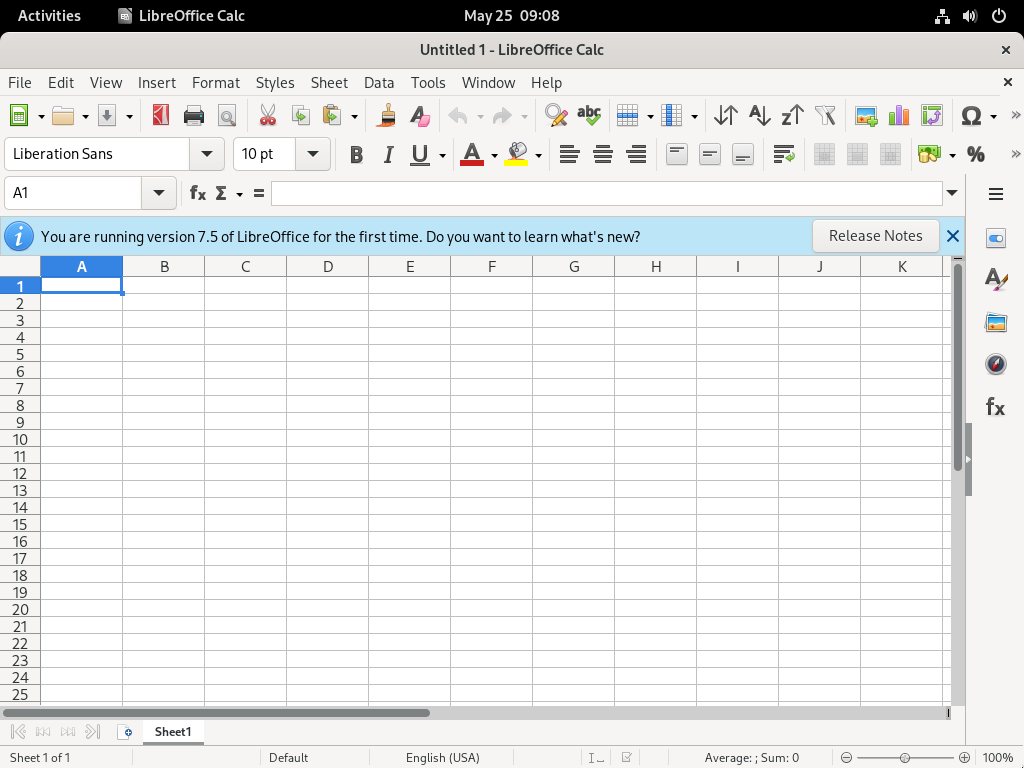 Activities LibreOffice Calc May 25 09:08
Untitled 1 - LibreOffice Calc
File Edit View Insert Format Styles Sheet Data Tools Window Help
Liberation Sans 10 pt
A1
You are running version 7.5 of LibreOffice for the first time. Do you want to learn what's new? Release Notes
A B C D E F G H I J K
1
2
3
4
5
6
7
8
9
10
11
12
13
14
15
16
17
18
19
20
21
22
23
24
25
Sheet1
Sheet 1 of 1 Default English (USA) Average: ; Sum: 0 100%